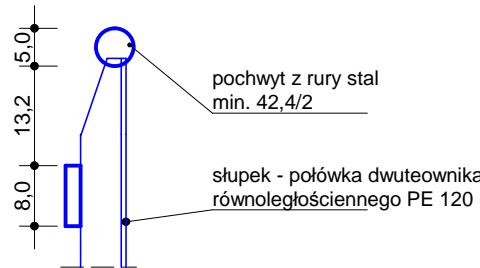 5,0
13,2
8,0
pochwyt z rury stal
min. 42,4/2
słupek - połówka dwuteownika
równoległościennego PE 120